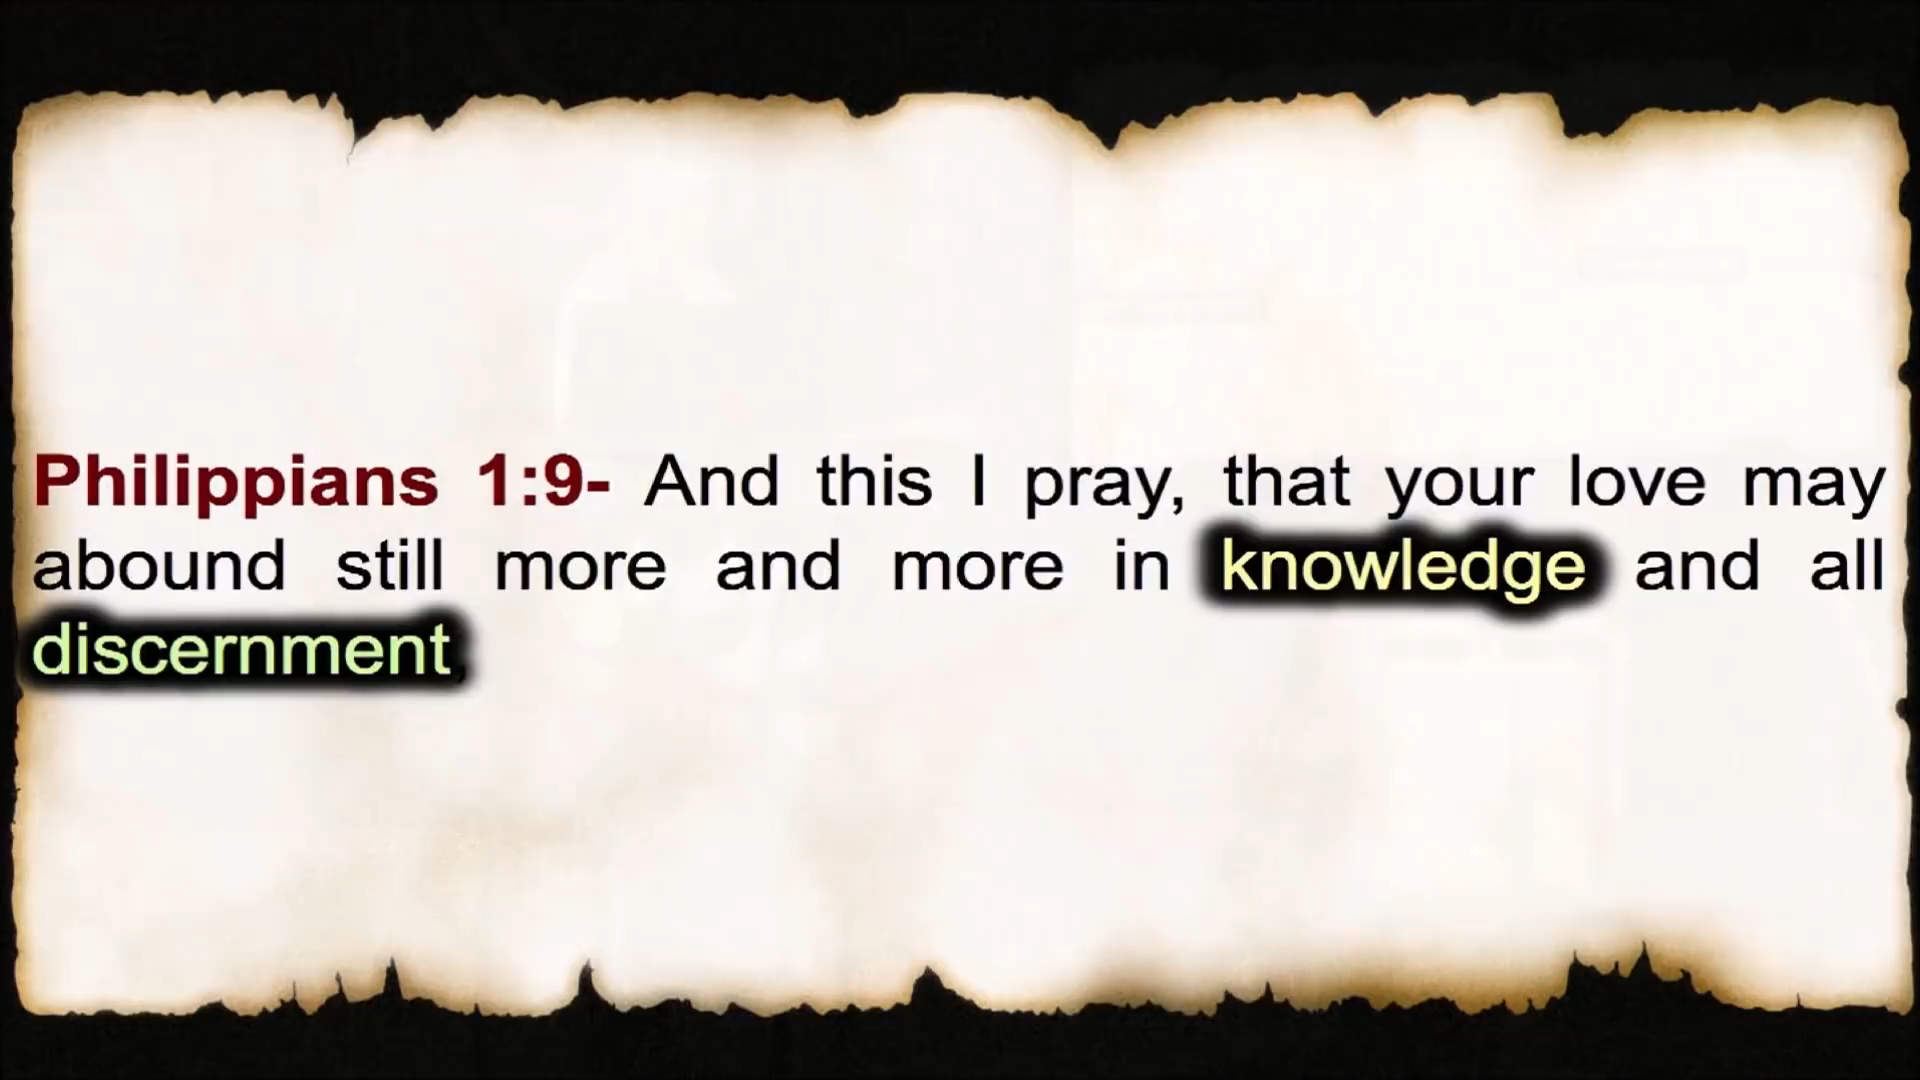 Philippians 1:9- And this I pray, that your love may
abound still more and more in knowledge and all
discernment,